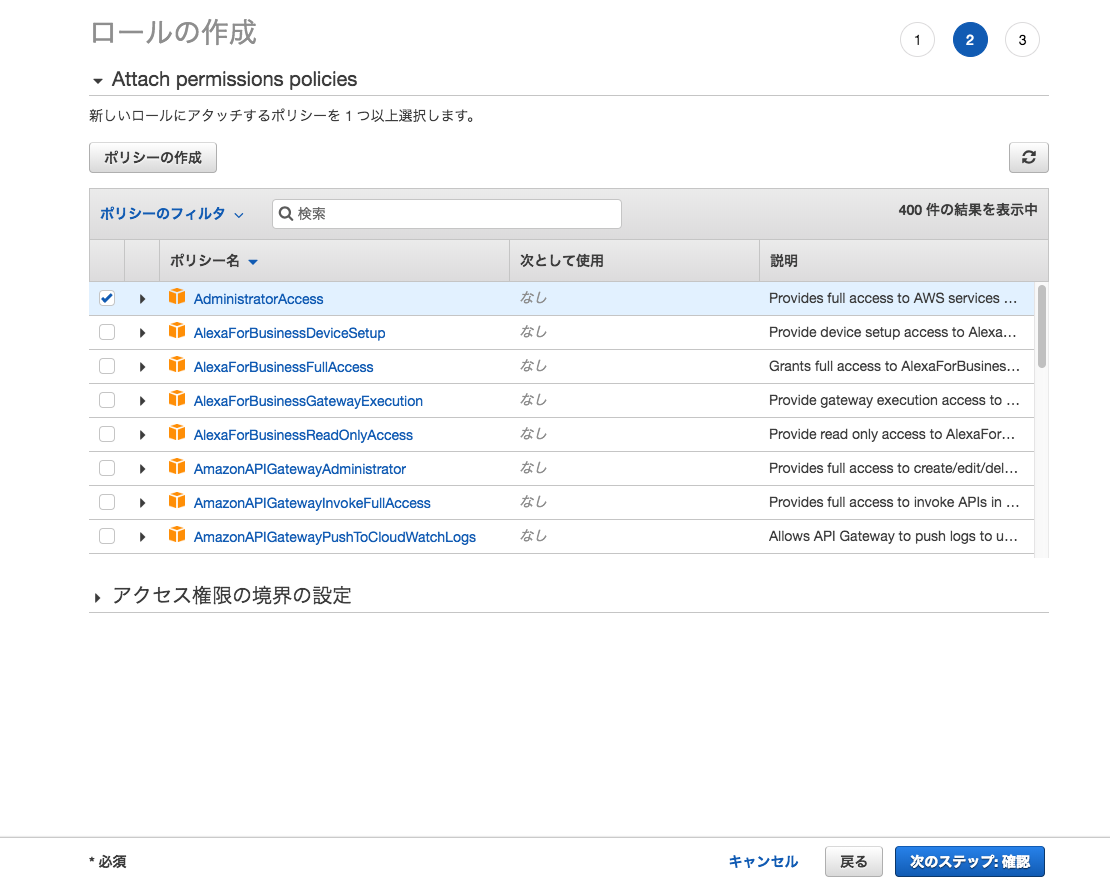 ロールの作成
1 2 3
Attach permissions policies
新しいロールにアタッチするポリシーを 1 つ以上選択します。
ポリシーの作成
ポリシーのフィルタ 検索 400 件の結果を表示中
ポリシー名 次として使用 説明
AdministratorAccess なし Provides full access to AWS services ...
AlexaForBusinessDeviceSetup なし Provide device setup access to Alexa...
AlexaForBusinessFullAccess なし Grants full access to AlexaForBusines...
AlexaForBusinessGatewayExecution なし Provide gateway execution access to ...
AlexaForBusinessReadOnlyAccess なし Provide read only access to AlexaFor...
AmazonAPIGatewayAdministrator なし Provides full access to create/edit/del...
AmazonAPIGatewayInvokeFullAccess なし Provides full access to invoke APIs in ...
AmazonAPIGatewayPushToCloudWatchLogs なし Allows API Gateway to push logs to u...
アクセス権限の境界の設定
* 必須 キャンセル 戻る 次のステップ: 確認